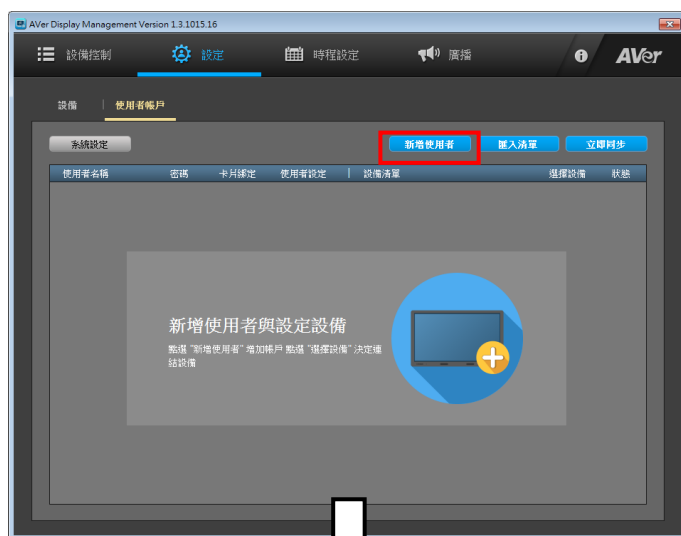 AVer Display Management Version 1.3.1015.16
設備控制 設定 時程設定 廣播 AVer
設備 使用者帳戶
系統設定 新增使用者 匯入清單 立即同步
使用者名稱 密碼 卡片綁定 使用者設定 設備清單 選擇設備 狀態
新增使用者與設定設備
點選 "新增使用者" 增加帳戶 點選 "選擇設備" 決定連
結設備